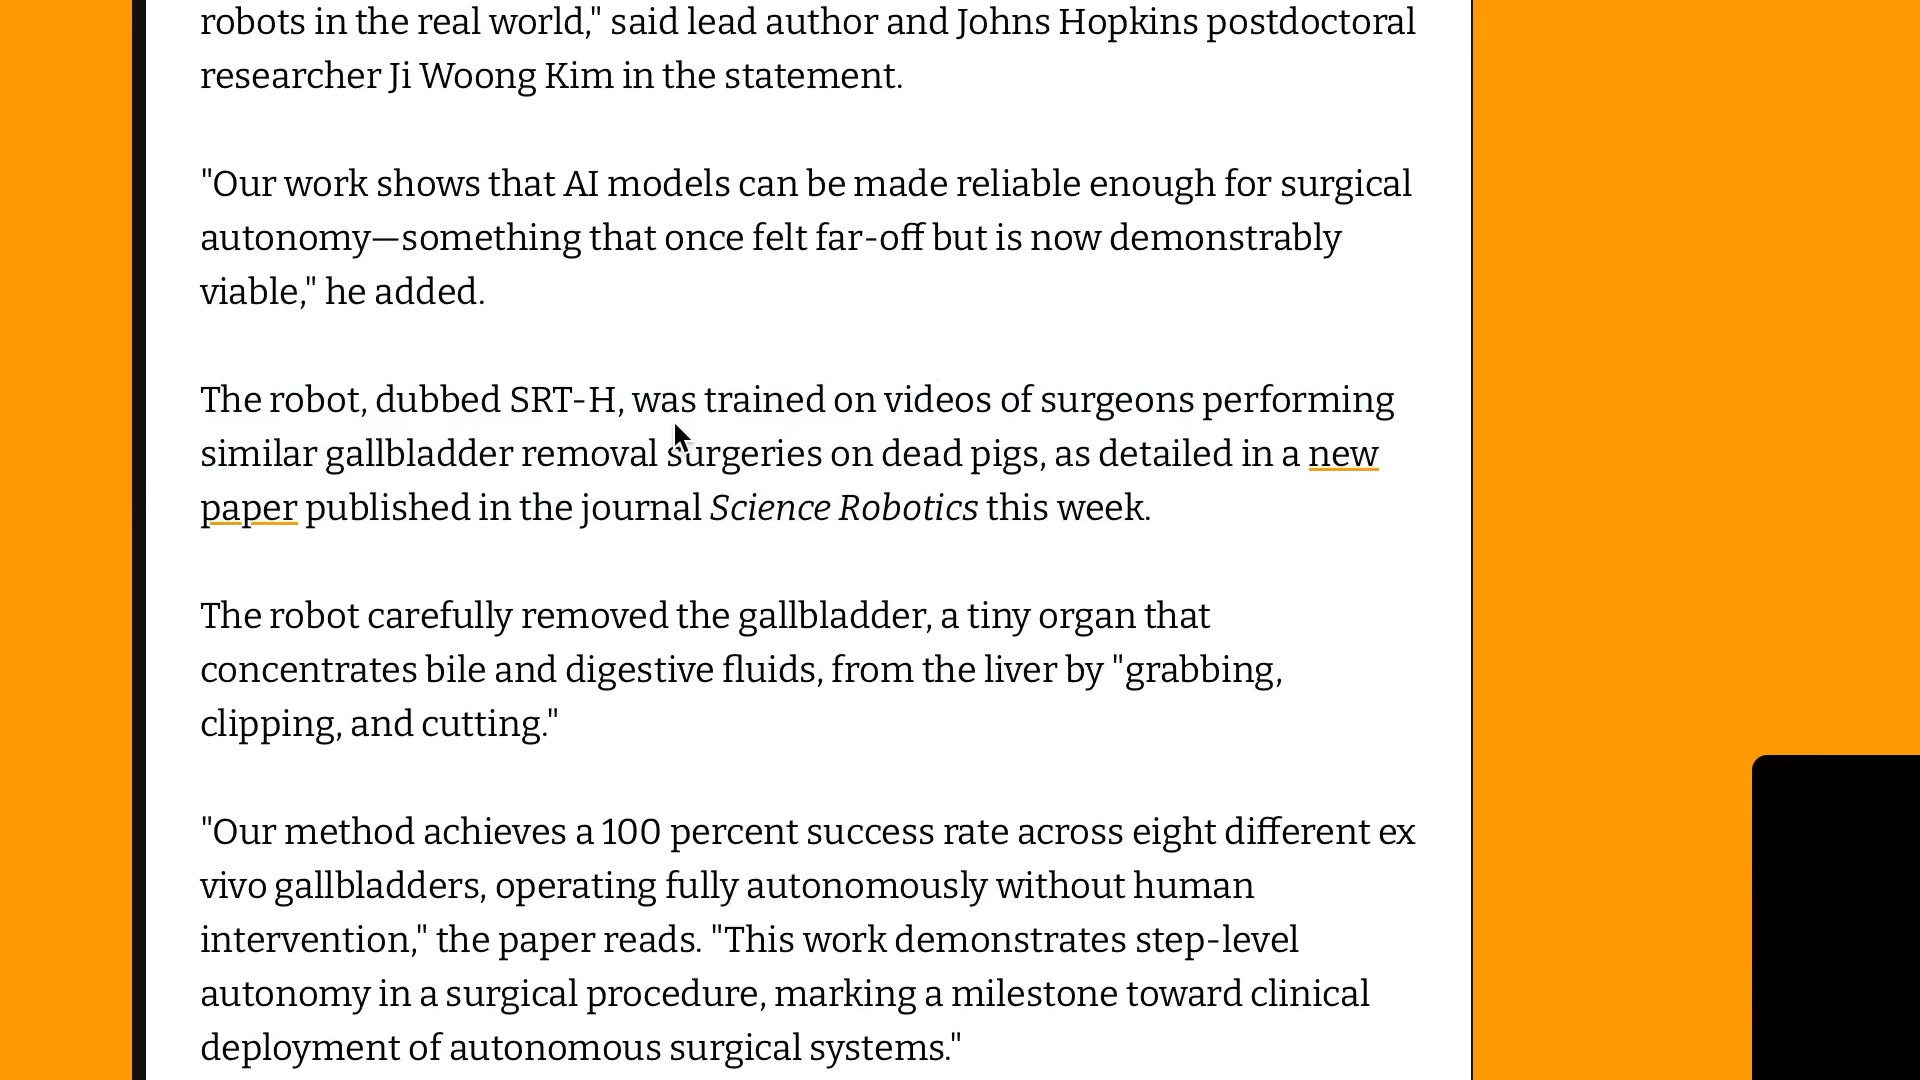 robots in the real world," said lead author and Johns Hopkins postdoctoral
researcher Ji Woong Kim in the statement.
"Our work shows that AI models can be made reliable enough for surgical
autonomy—something that once felt far-off but is now demonstrably
viable," he added.
The robot, dubbed SRT-H, was trained on videos of surgeons performing
similar gallbladder removal surgeries on dead pigs, as detailed in a new
paper published in the journal Science Robotics this week.
The robot carefully removed the gallbladder, a tiny organ that
concentrates bile and digestive fluids, from the liver by "grabbing,
clipping, and cutting."
"Our method achieves a 100 percent success rate across eight different ex
vivo gallbladders, operating fully autonomously without human
intervention," the paper reads. "This work demonstrates step-level
autonomy in a surgical procedure, marking a milestone toward clinical
deployment of autonomous surgical systems."